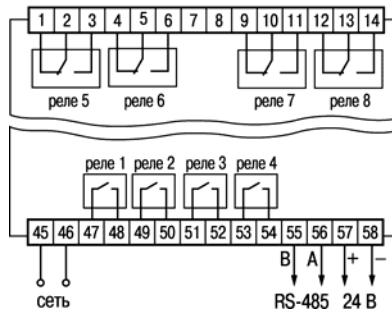 1 2 3 4 5 6 7 8 9 10 11 12 13 14
реле 5 реле 6 реле 7 реле 8
реле 1 реле 2 реле 3 реле 4
45 46 47 48 49 50 51 52 53 54 55 56 57 58
B A + −
сеть RS-485 24 В